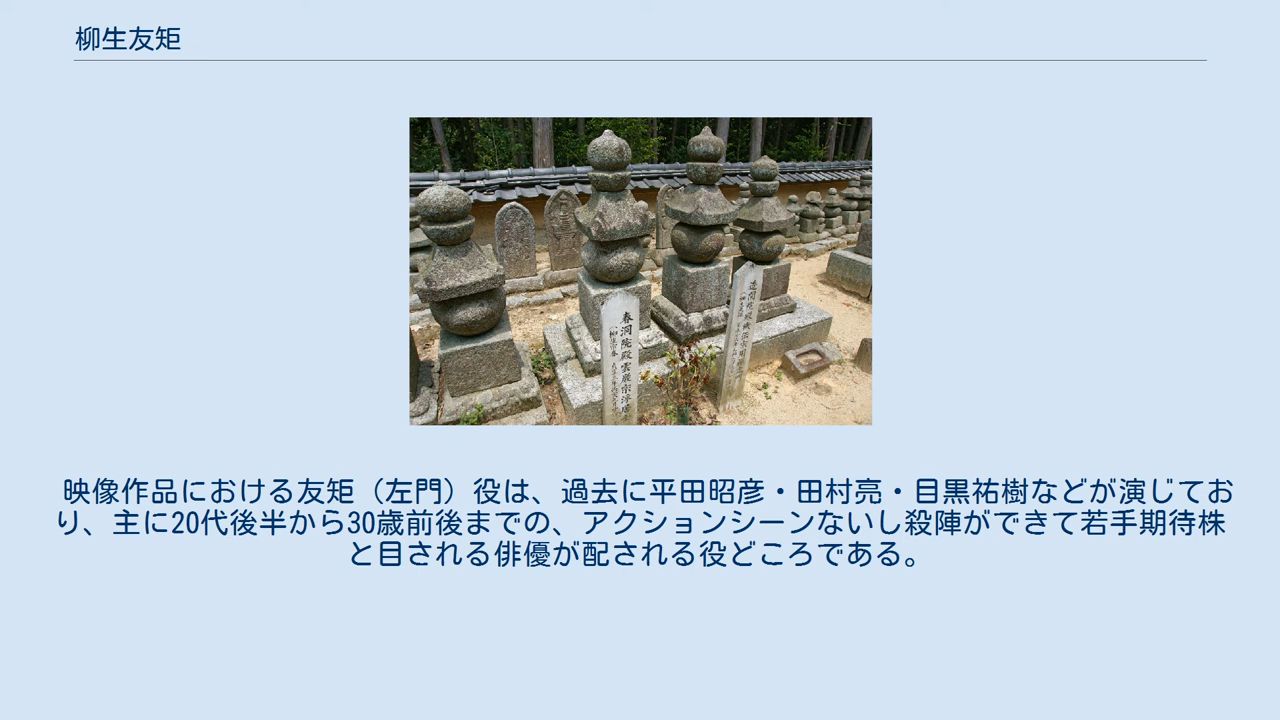 柳生友矩
春洞院殿雲巌宗淳居
映像作品における友矩（左門）役は、過去に平田昭彦・田村亮・目黒祐樹などが演じてお
り、主に20代後半から30歳前後までの、アクションシーンないし殺陣ができて若手期待株
と目される俳優が配される役どころである。